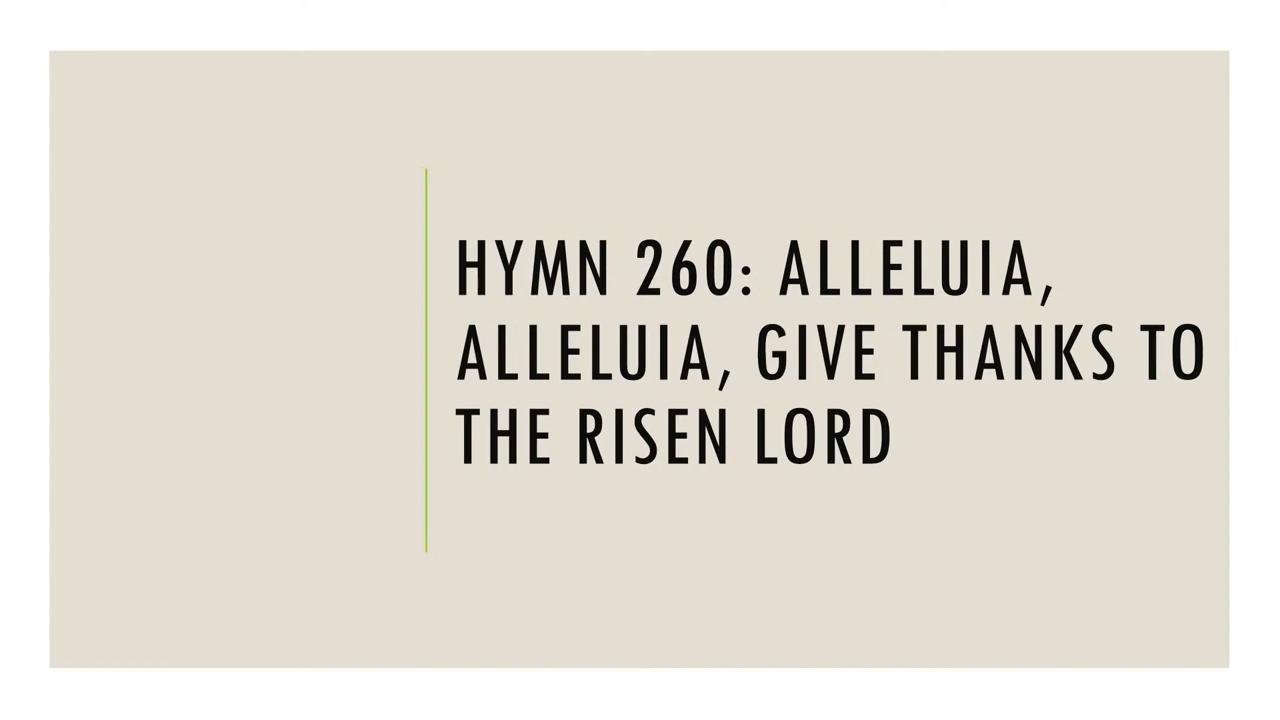 HYMN 260: ALLELUIA,
ALLELUIA, GIVE THANKS TO
THE RISEN LORD